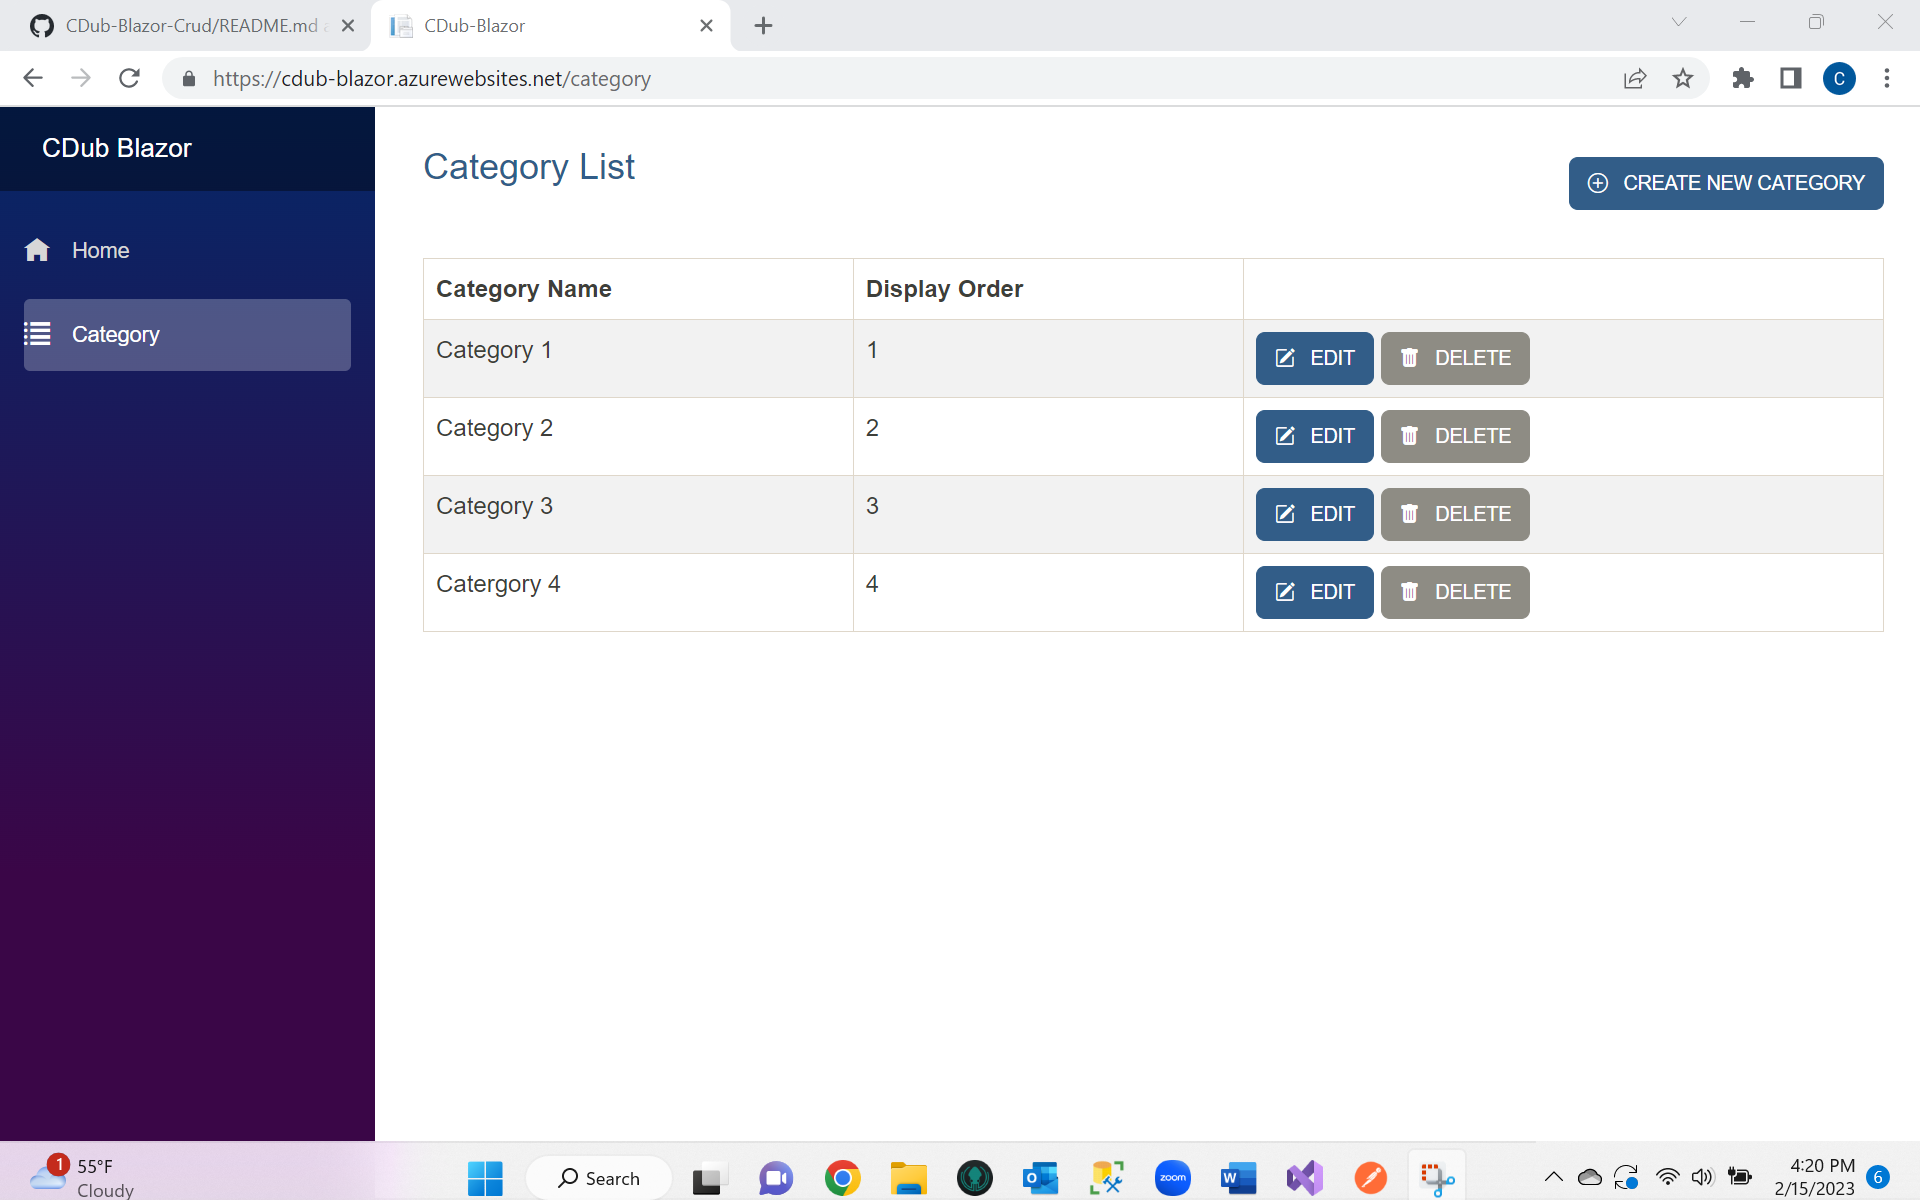 CDub-Blazor-Crud/README.md
CDub-Blazor
https://cdub-blazor.azurewebsites.net/category
C
CDub Blazor
Home
Category
Category List
CREATE NEW CATEGORY
Category Name Display Order
Category 1 1 EDIT DELETE
Category 2 2 EDIT DELETE
Category 3 3 EDIT DELETE
Catergory 4 4 EDIT DELETE
1
55°F
Cloudy
Search
zoom
4:20 PM
2/15/2023
6